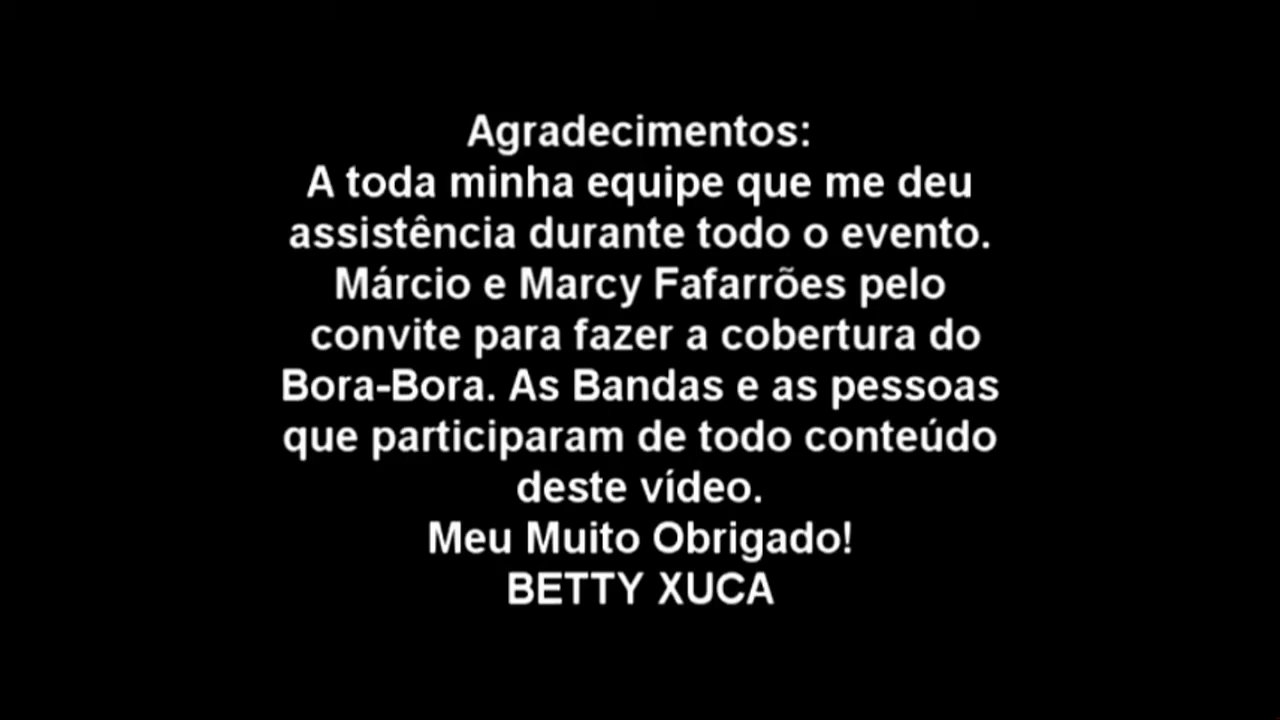 Agradecimentos:
A toda minha equipe que me deu
assistência durante todo o evento.
Márcio e Marcy Fafarrões pelo
convite para fazer a cobertura do
Bora-Bora. As Bandas e as pessoas
que participaram de todo conteúdo
deste vídeo.
Meu Muito Obrigado!
BETTY XUCA